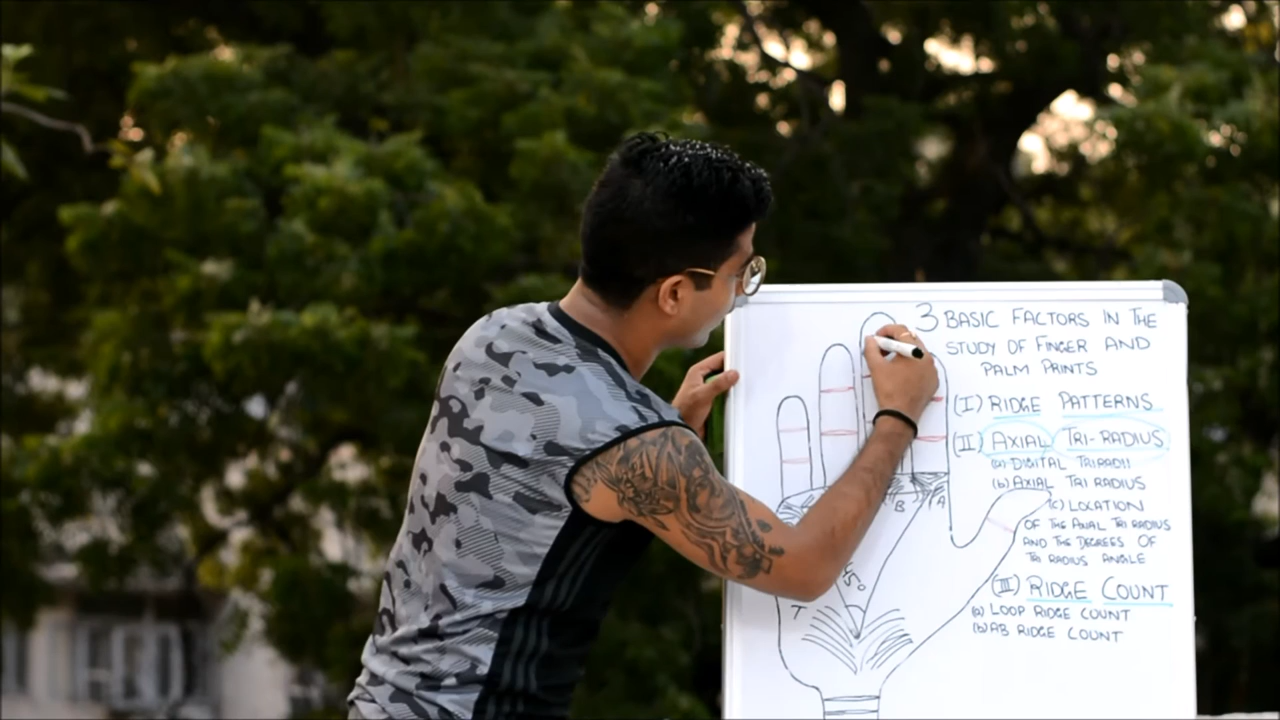 3 BASIC FACTORS IN THE
STUDY OF FINGER AND
PALM PRINTS
(I) RIDGE PATTERNS
(II) AXIAL TRI-RADIUS
(a) DIGITAL TRIRADII
(b) AXIAL TRI RADIUS
(c) LOCATION
OF THE AXIAL TRI RADIUS
AND THE DEGREES OF
TRI RADIUS ANGLE
(III) RIDGE COUNT
(a) LOOP RIDGE COUNT
(b) AB RIDGE COUNT
B A
45°
T